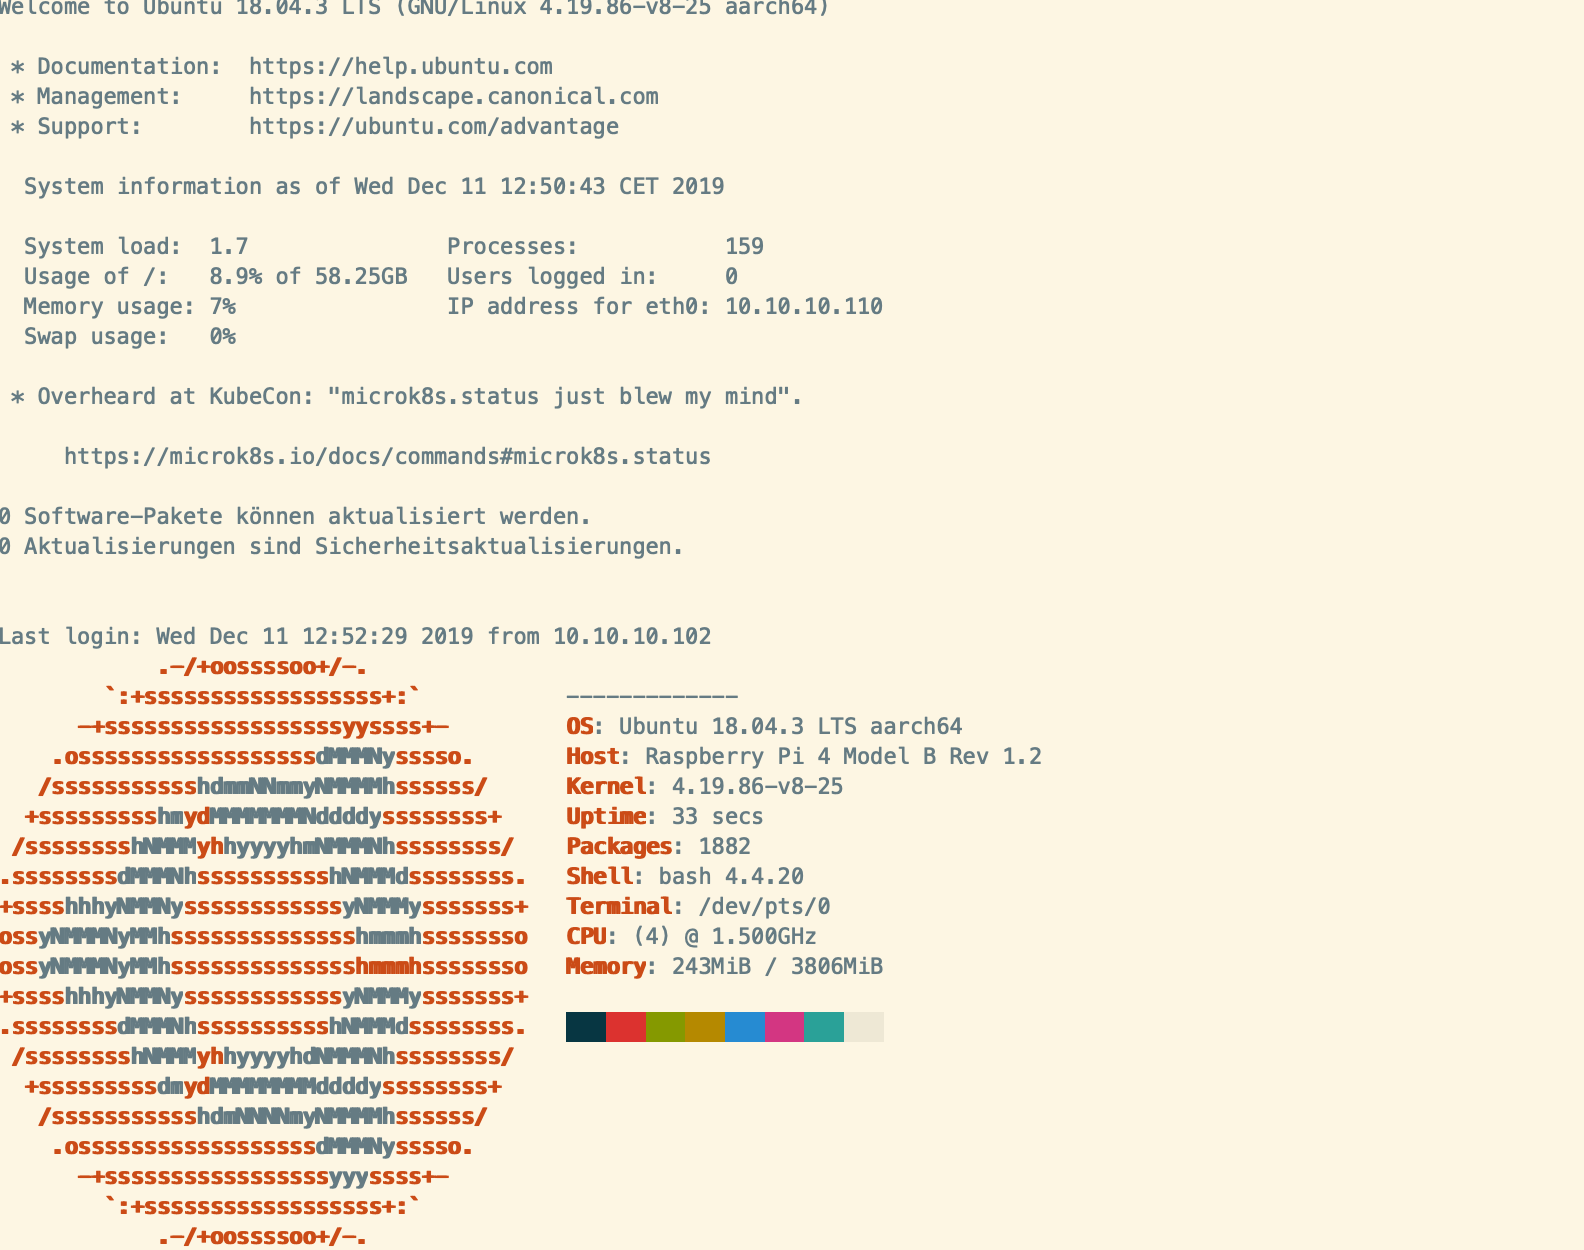 Welcome to Ubuntu 18.04.3 LTS (GNU/Linux 4.19.86-v8-25 aarch64)
* Documentation: https://help.ubuntu.com
* Management: https://landscape.canonical.com
* Support: https://ubuntu.com/advantage
System information as of Wed Dec 11 12:50:43 CET 2019
System load: 1.7 Processes: 159
Usage of /: 8.9% of 58.25GB Users logged in: 0
Memory usage: 7% IP address for eth0: 10.10.10.110
Swap usage: 0%
* Overheard at KubeCon: "microk8s.status just blew my mind".
https://microk8s.io/docs/commands#microk8s.status
0 Software-Pakete können aktualisiert werden.
0 Aktualisierungen sind Sicherheitsaktualisierungen.
Last login: Wed Dec 11 12:52:29 2019 from 10.10.10.102
.-/+oossssoo+/-.
`:+ssssssssssssssssss+:` -------------
-+ssssssssssssssssssyyssss+- OS: Ubuntu 18.04.3 LTS aarch64
.ossssssssssssssssssdMMMNysssso. Host: Raspberry Pi 4 Model B Rev 1.2
/ssssssssssshdmmNNmmyNMMMMhssssss/ Kernel: 4.19.86-v8-25
+ssssssssshmydMMMMMMMNddddyssssssss+ Uptime: 33 secs
/sssssssshNMMMyhhyyyyhmNMMMNhssssssss/ Packages: 1882
.ssssssssdMMMNhsssssssssshNMMMdssssssss. Shell: bash 4.4.20
+sssshhhyNMMNyssssssssssssyNMMMysssssss+ Terminal: /dev/pts/0
ossyNMMMNyMMhsssssssssssssshmmmhssssssso CPU: (4) @ 1.500GHz
ossyNMMMNyMMhsssssssssssssshmmmhssssssso Memory: 243MiB / 3806MiB
+sssshhhyNMMNyssssssssssssyNMMMysssssss+
.ssssssssdMMMNhsssssssssshNMMMdssssssss.
/sssssssshNMMMyhhyyyyhdNMMMNhssssssss/
+sssssssssdmydMMMMMMMMddddyssssssss+
/ssssssssssshdmNNNNmyNMMMMhssssss/
.ossssssssssssssssssdMMMNysssso.
-+sssssssssssssssssyyyssss+-
`:+ssssssssssssssssss+:`
.-/+oossssoo+/-.